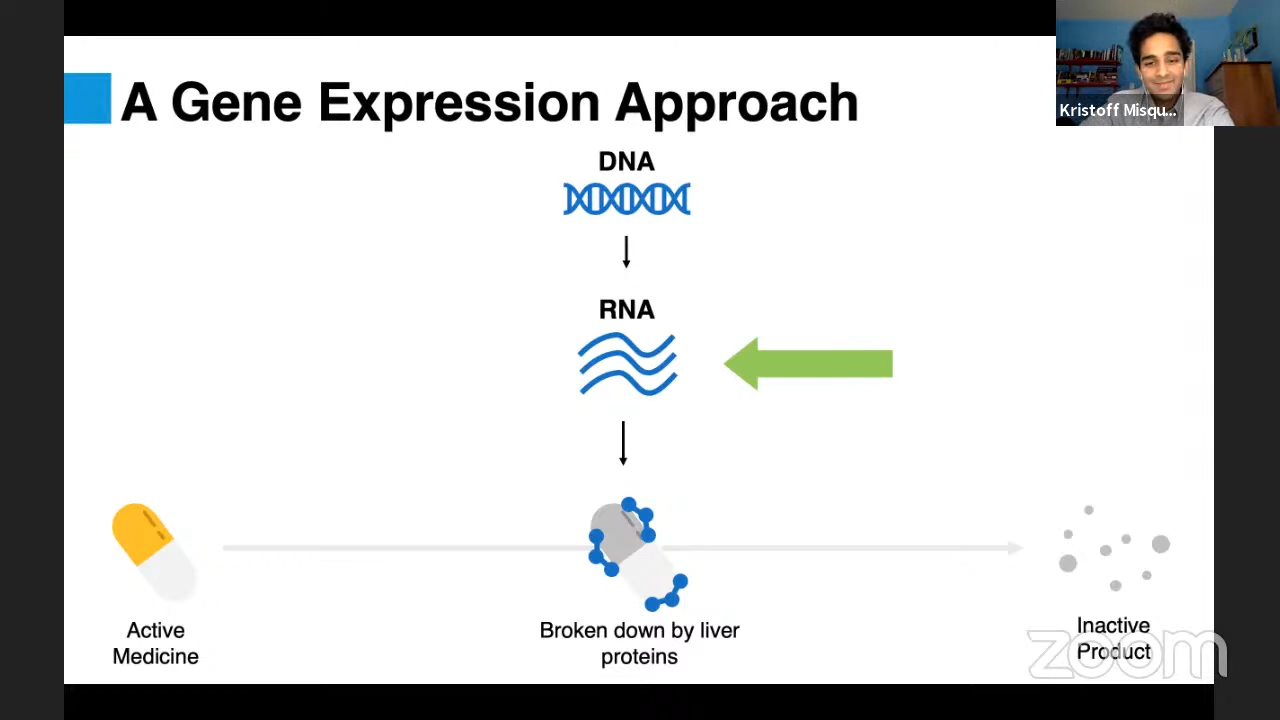 A Gene Expression Approach
Kristoff Misqu...
DNA
RNA
Active
Medicine
Broken down by liver
proteins
Inactive
Product
zoom